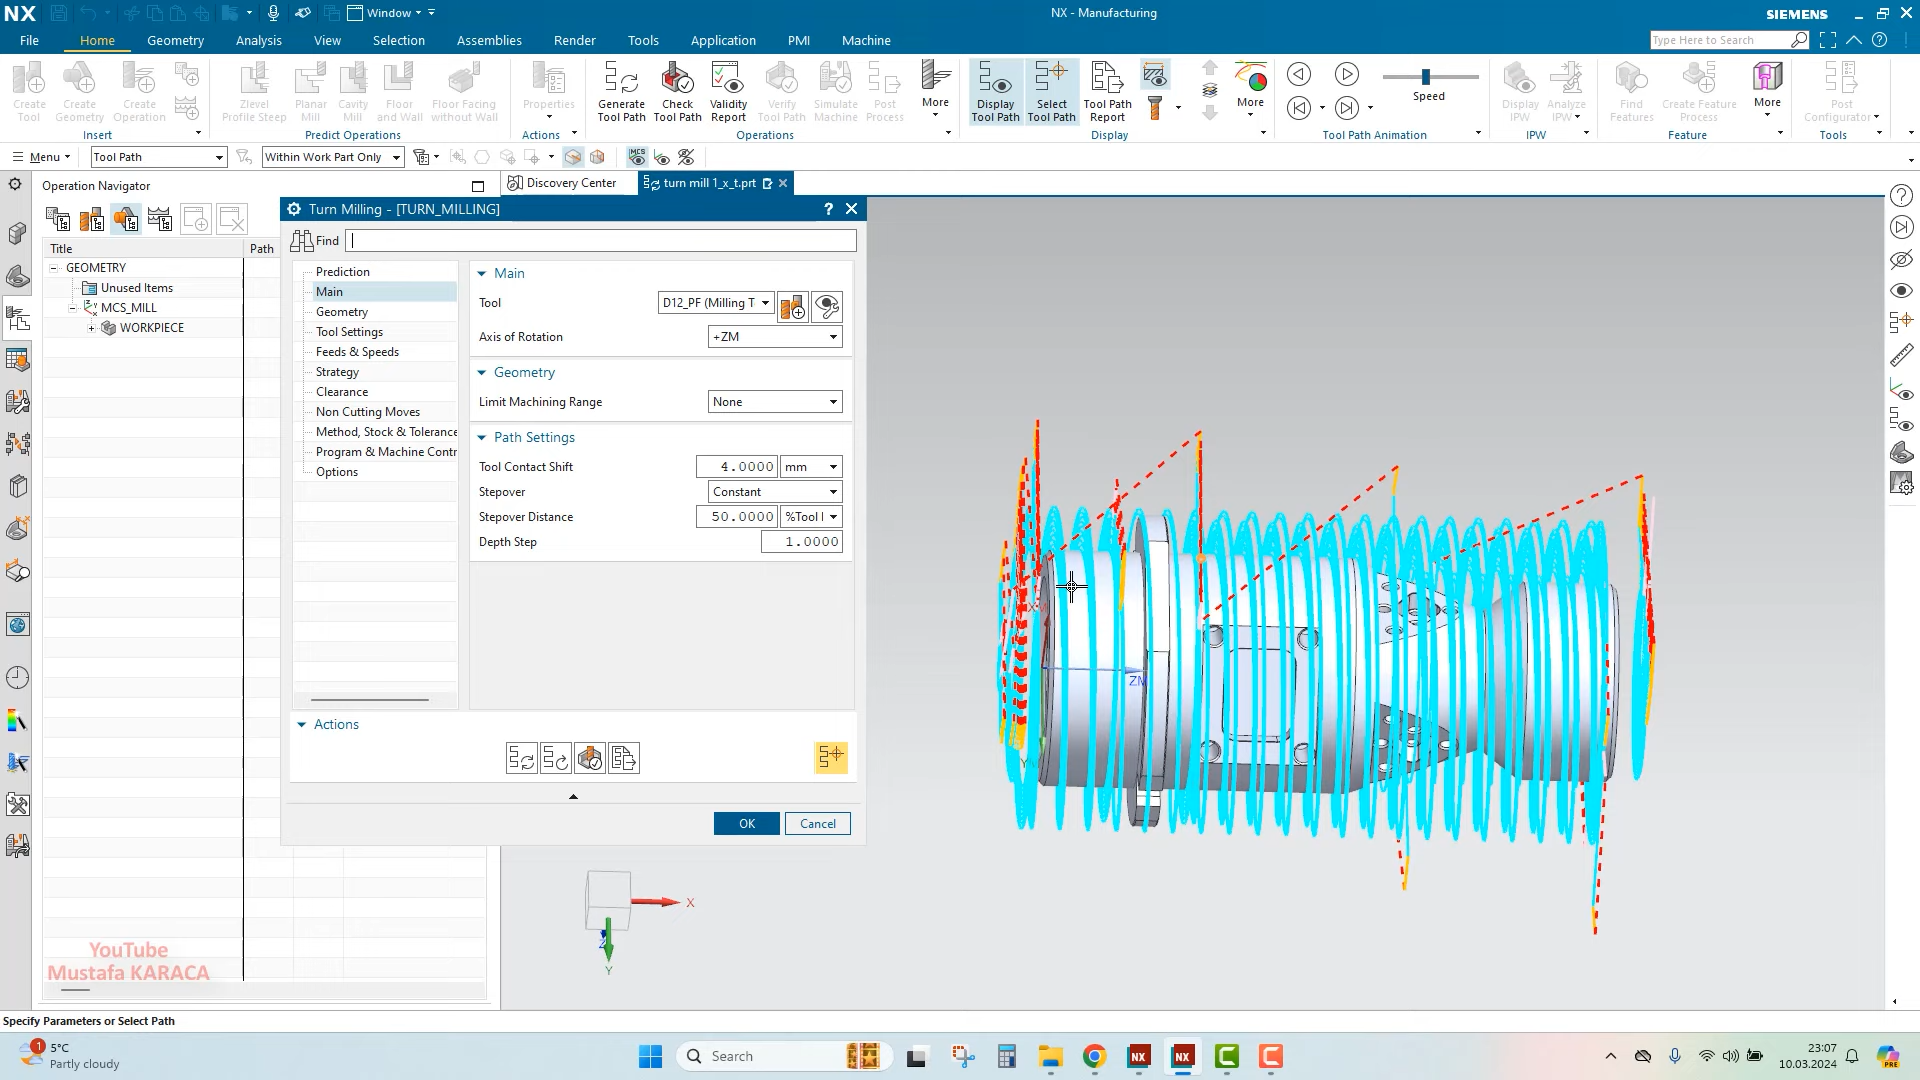 NX
Window
NX - Manufacturing
SIEMENS
File
Home
Geometry
Analysis
View
Selection
Assemblies
Render
Tools
Application
PMI
Machine
Type Here to Search
Create Tool
Create Geometry
Create Operation
Zlevel Profile Steep
Planar Mill
Cavity Mill
Floor and Wall
Floor Facing without Wall
Properties
Generate Tool Path
Check Tool Path
Validity Report
Verify Tool Path
Simulate Machine
Post Process
More
Display Tool Path
Select Tool Path
Tool Path Report
More
Speed
Display IPW
Analyze IPW
Find Features
Create Feature Process
More
Post Configurator
Insert
Predict Operations
Actions
Operations
Display
Tool Path Animation
IPW
Feature
Tools
Menu
Tool Path
Within Work Part Only
MCS
Operation Navigator
Discovery Center
turn mill 1_x_t.prt
Title
Path
GEOMETRY
Unused Items
MCS_MILL
WORKPIECE
Turn Milling - [TURN_MILLING]
Find
Prediction
Main
Geometry
Tool Settings
Feeds & Speeds
Strategy
Clearance
Non Cutting Moves
Method, Stock & Tolerance
Program & Machine Contr
Options
Main
Tool
D12_PF (Milling T
Axis of Rotation
+ZM
Geometry
Limit Machining Range
None
Path Settings
Tool Contact Shift
4.0000
mm
Stepover
Constant
Stepover Distance
50.0000
%Tool
Depth Step
1.0000
Actions
OK
Cancel
ZM
X
Y
Z
YouTube
Mustafa KARACA
Specify Parameters or Select Path
1
5°C
Partly cloudy
Search
NX
NX
23:07
10.03.2024
PRE